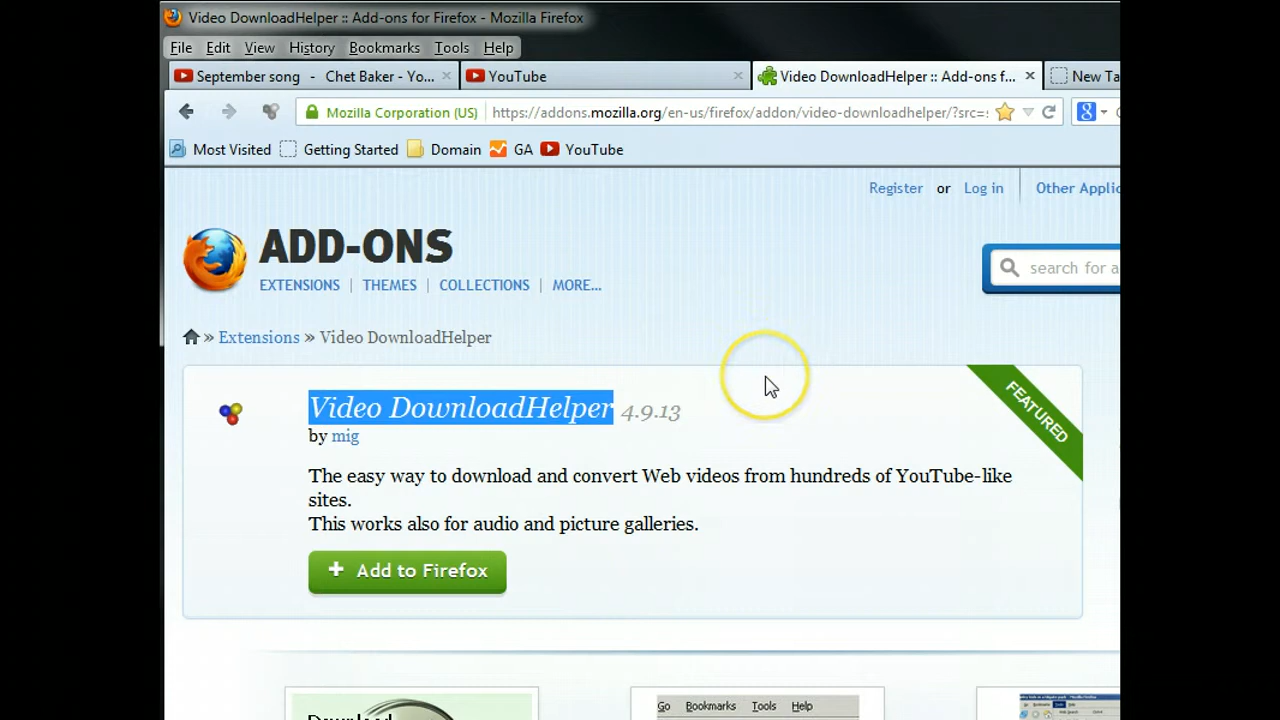 Video DownloadHelper :: Add-ons for Firefox - Mozilla Firefox
File Edit View History Bookmarks Tools Help
September song - Chet Baker - Yo... × YouTube × Video DownloadHelper :: Add-ons f... × New Ta
Mozilla Corporation (US) https://addons.mozilla.org/en-us/firefox/addon/video-downloadhelper/?src=s
Most Visited Getting Started Domain GA YouTube
Register or Log in Other Applic
ADD-ONS
EXTENSIONS | THEMES | COLLECTIONS | MORE...
search for a
» Extensions » Video DownloadHelper
Video DownloadHelper 4.9.13
by mig
FEATURED
The easy way to download and convert Web videos from hundreds of YouTube-like
sites.
This works also for audio and picture galleries.
+ Add to Firefox
Download
Go Bookmarks Tools Help